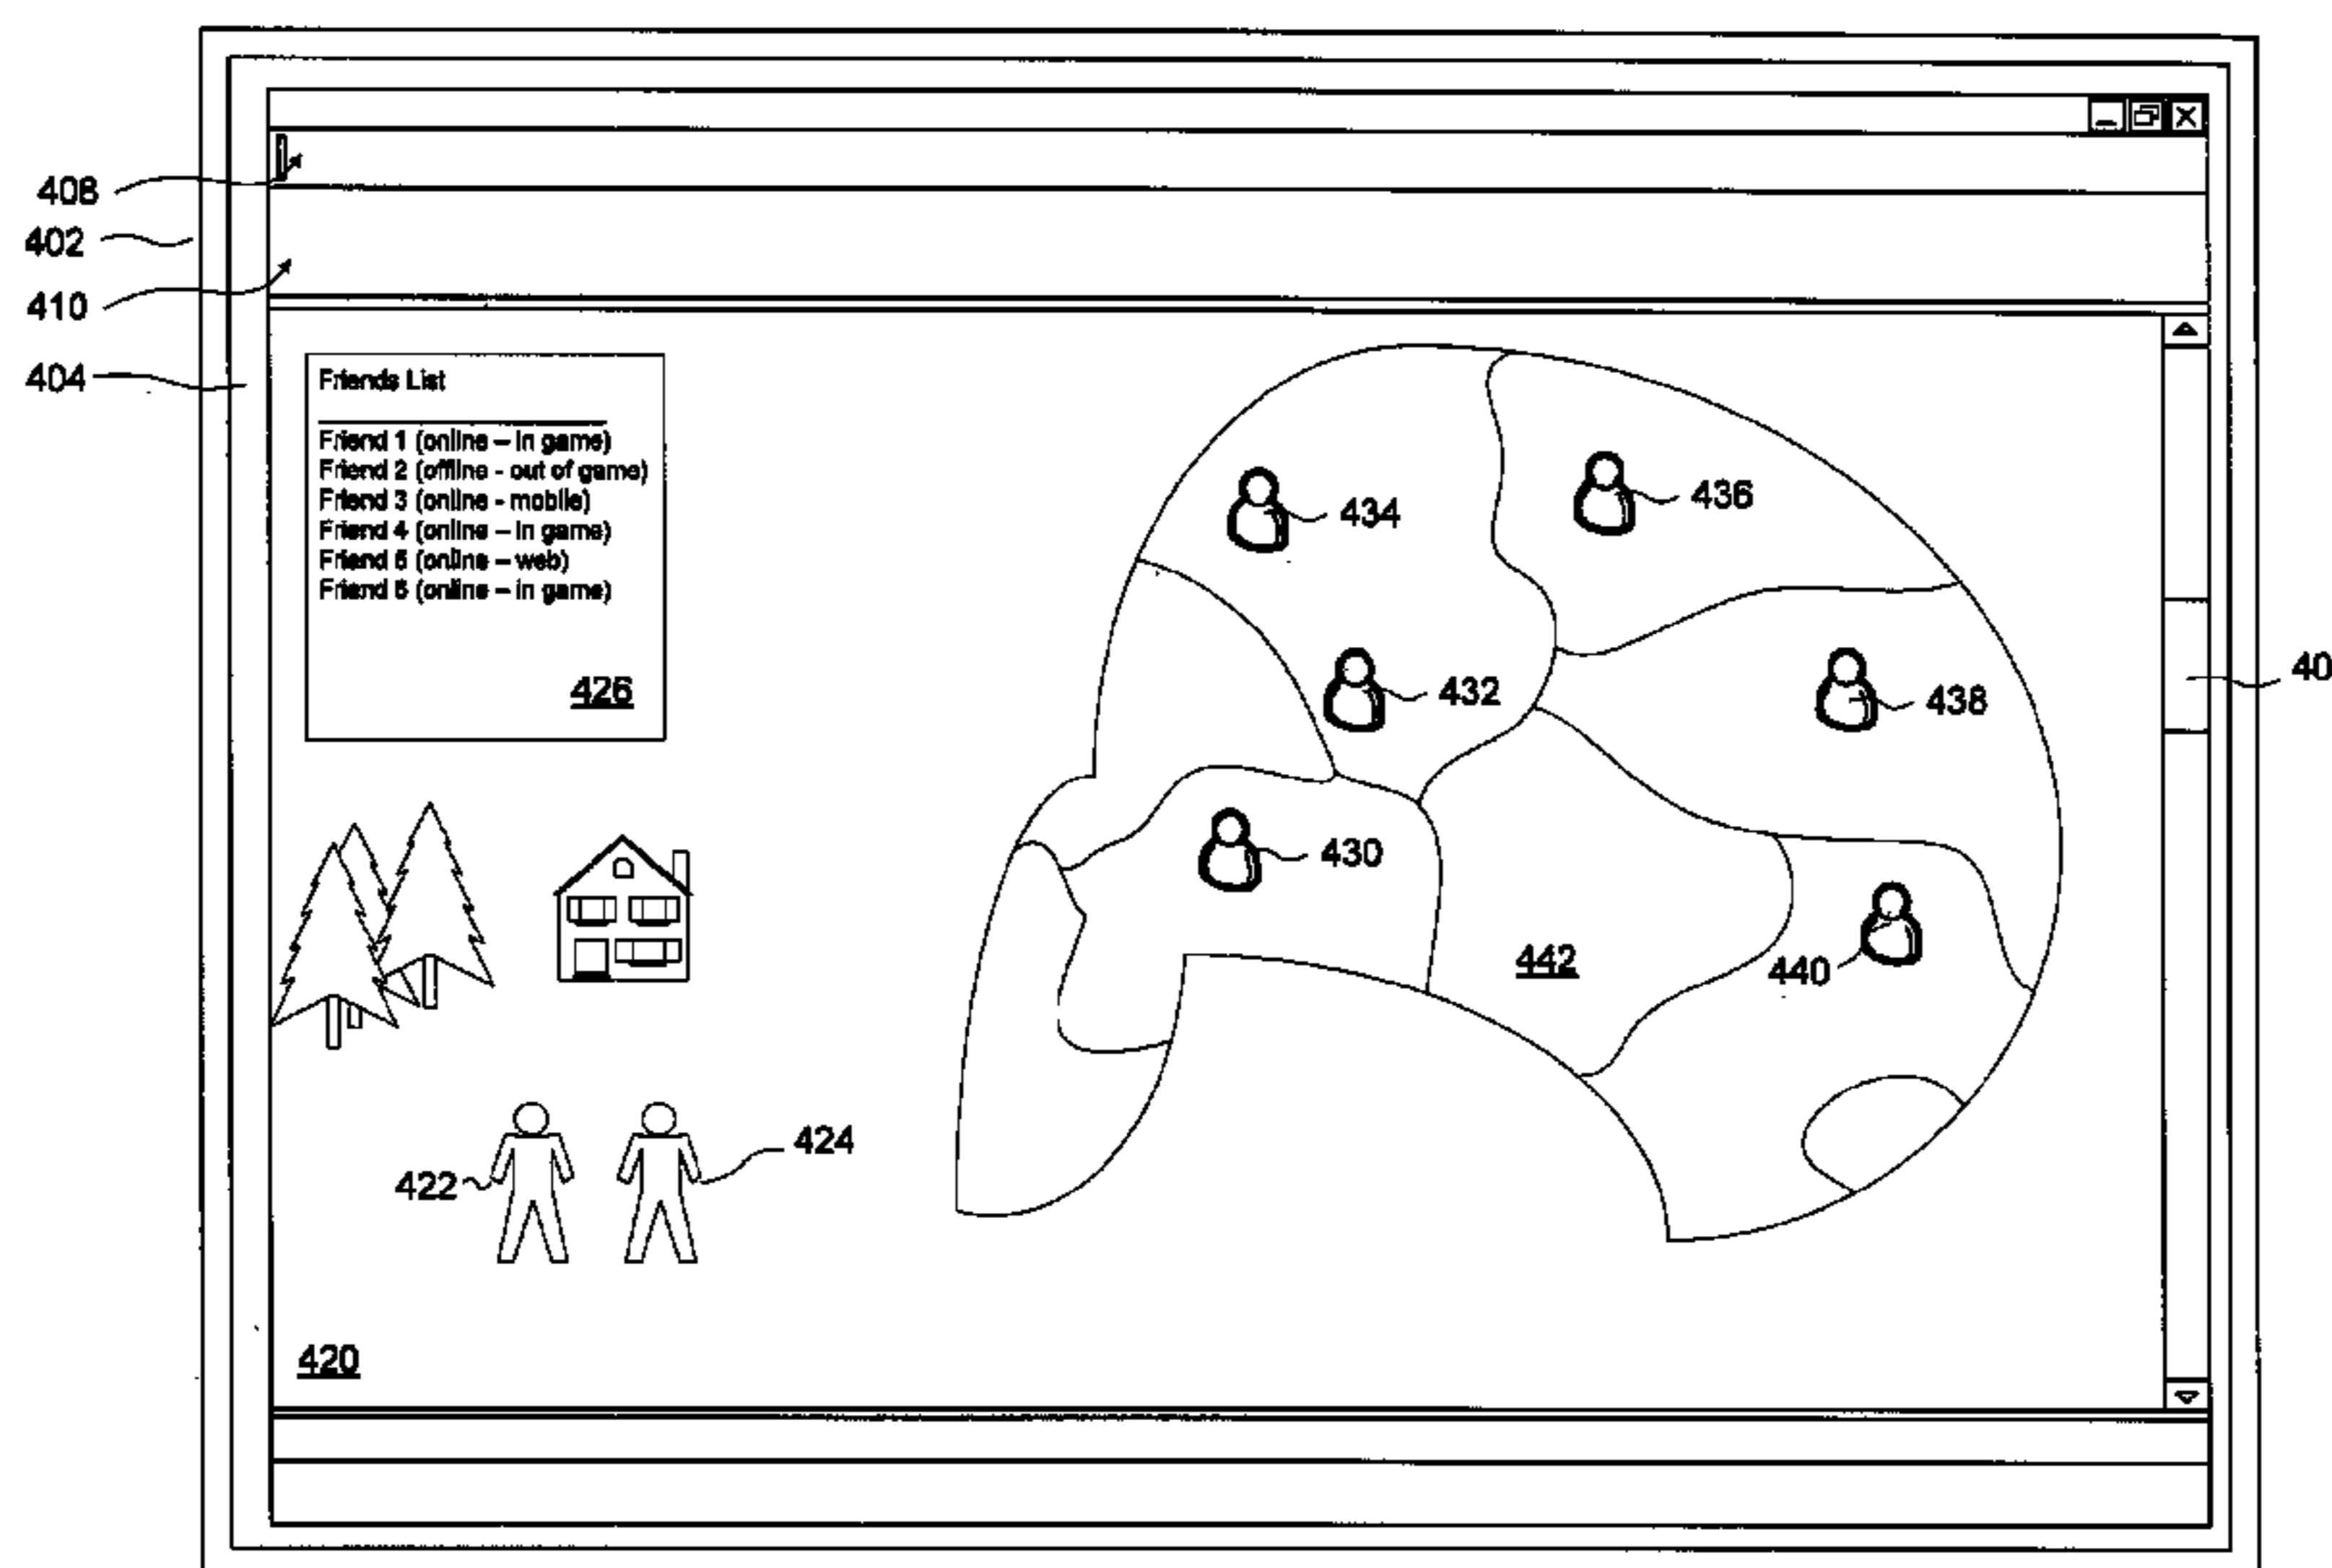 408
402
410
404
Friends List
Friend 1 (online – in game)
Friend 2 (offline - out of game)
Friend 3 (online - mobile)
Friend 4 (online – in game)
Friend 5 (online – web)
Friend 6 (online – in game)
426
434
436
432
438
40
430
442
440
422
424
420